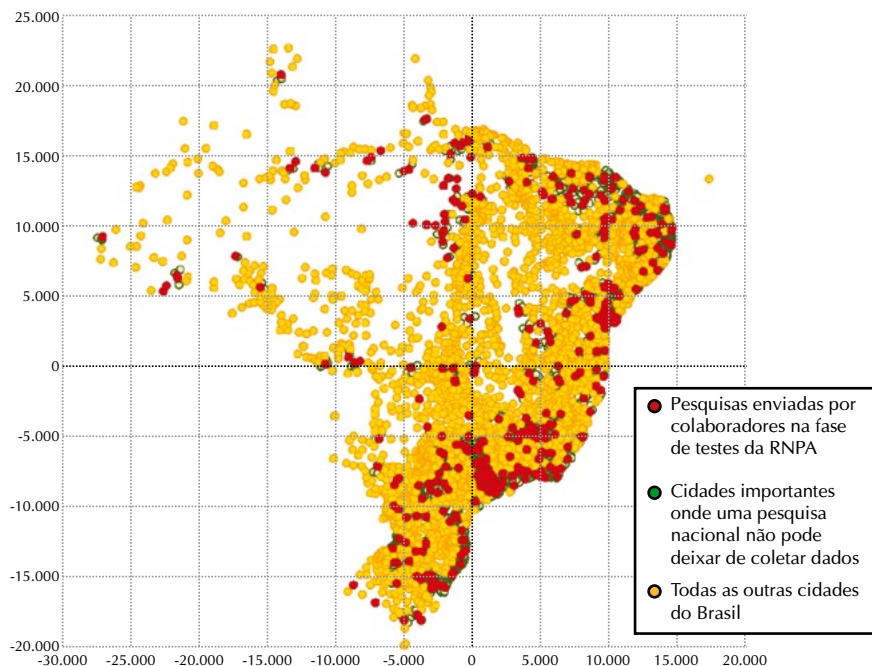 25.000
20.000
15.000
10.000
5.000
0
-5.000
-10.000
-15.000
-20.000
-30.000 -25.000 -20.000 -15.000 -10.000 -5.000 0 5.000 10.000 15.000 20.000
Pesquisas enviadas por
colaboradores na fase
de testes da RNPA
Cidades importantes
onde uma pesquisa
nacional não pode
deixar de coletar dados
Todas as outras cidades
do Brasil